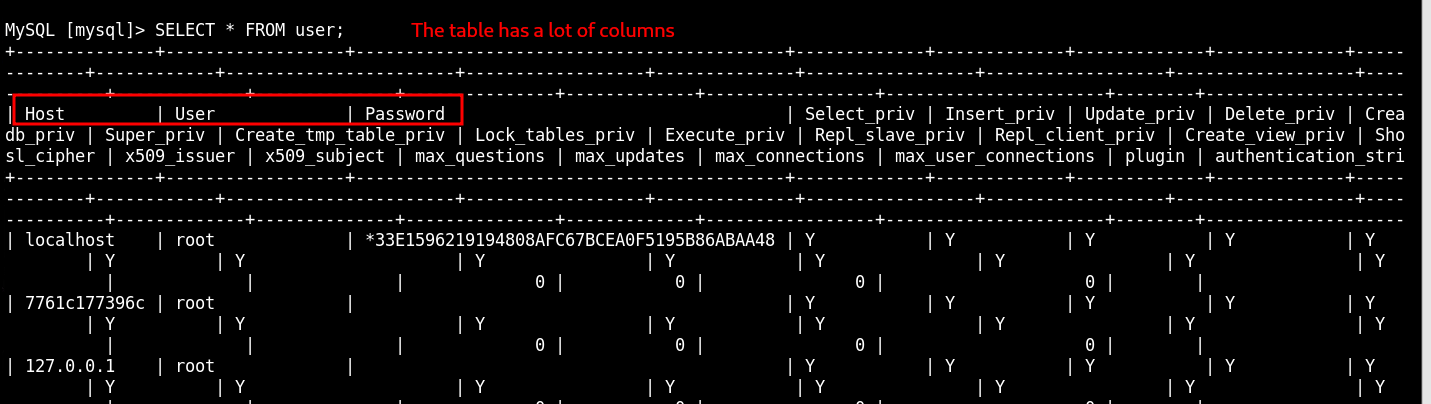 MySQL [mysql]> SELECT * FROM user; The table has a lot of columns
+--------------+------------------+-------------------------------------------+-------------+-------------+-------------+-------------+-----
--------+------------+-----------------------+------------------+--------------+-----------------+------------------+------------------+----
----------+-------------+--------------+---------------+-------------+-----------------+----------------------+--------+--------------------
| Host | User | Password | Select_priv | Insert_priv | Update_priv | Delete_priv | Crea
db_priv | Super_priv | Create_tmp_table_priv | Lock_tables_priv | Execute_priv | Repl_slave_priv | Repl_client_priv | Create_view_priv | Sho
sl_cipher | x509_issuer | x509_subject | max_questions | max_updates | max_connections | max_user_connections | plugin | authentication_stri
+--------------+------------------+-------------------------------------------+-------------+-------------+-------------+-------------+-----
--------+------------+-----------------------+------------------+--------------+-----------------+------------------+------------------+----
----------+-------------+--------------+---------------+-------------+-----------------+----------------------+--------+--------------------
| localhost | root | *33E1596219194808AFC67BCEA0F5195B86ABAA48 | Y | Y | Y | Y | Y
| Y | Y | Y | Y | Y | Y | Y | Y
| | | 0 | 0 | 0 | 0 | |
| 7761c177396c | root | | Y | Y | Y | Y | Y
| Y | Y | Y | Y | Y | Y | Y | Y
| | | 0 | 0 | 0 | 0 | |
| 127.0.0.1 | root | | Y | Y | Y | Y | Y
| Y | Y | Y | Y | Y | Y | Y | Y